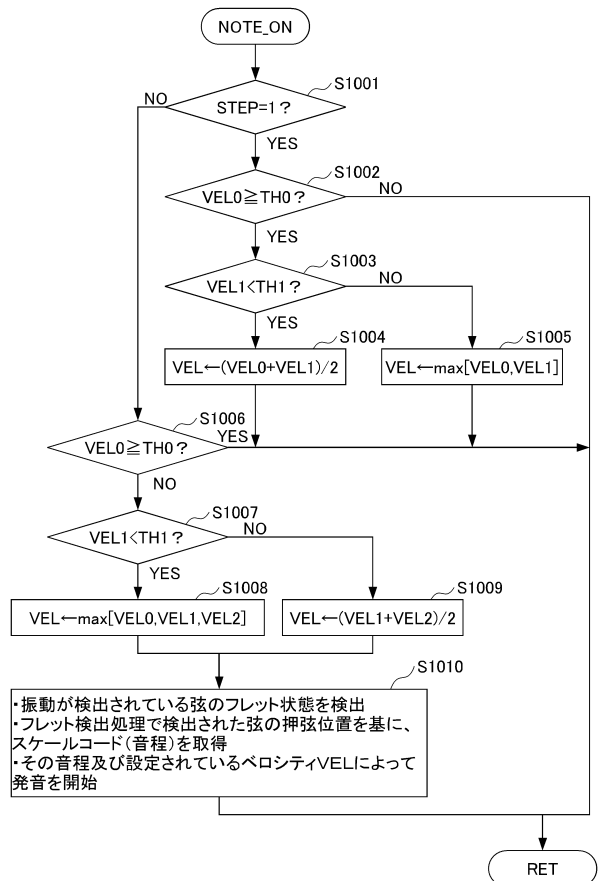 NOTE_ON
S1001
STEP=1?
NO
YES
S1002
VEL0≧TH0?
NO
YES
S1003
VEL1<TH1?
NO
YES
S1004
VEL←(VEL0+VEL1)/2
S1005
VEL←max[VEL0,VEL1]
S1006
VEL0≧TH0?
YES
NO
S1007
VEL1<TH1?
NO
YES
S1008
VEL←max[VEL0,VEL1,VEL2]
S1009
VEL←(VEL1+VEL2)/2
S1010
・振動が検出されている弦のフレット状態を検出
・フレット検出処理で検出された弦の押弦位置を基に、
スケールコード(音程)を取得
・その音程及び設定されているベロシティVELによって
発音を開始
RET